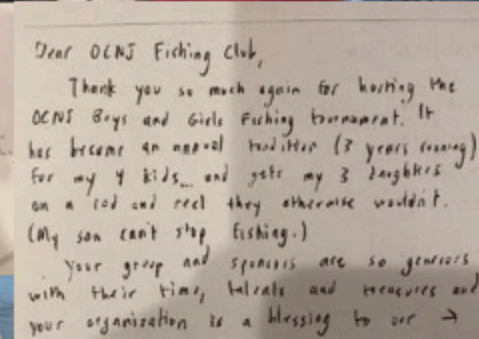 Dear OCNJ Fishing Club,
Thank you so much again for hosting the
OCNJ Boys and Girls Fishing tournament. It
has become an annual tradition (3 years running)
for my 4 kids... and gets my 3 daughters
on a rod and reel they otherwise wouldn't.
(My son can't stop fishing.)
Your group and sponsors are so generous
with their time, talents and treasures and
your organization is a blessing to our →